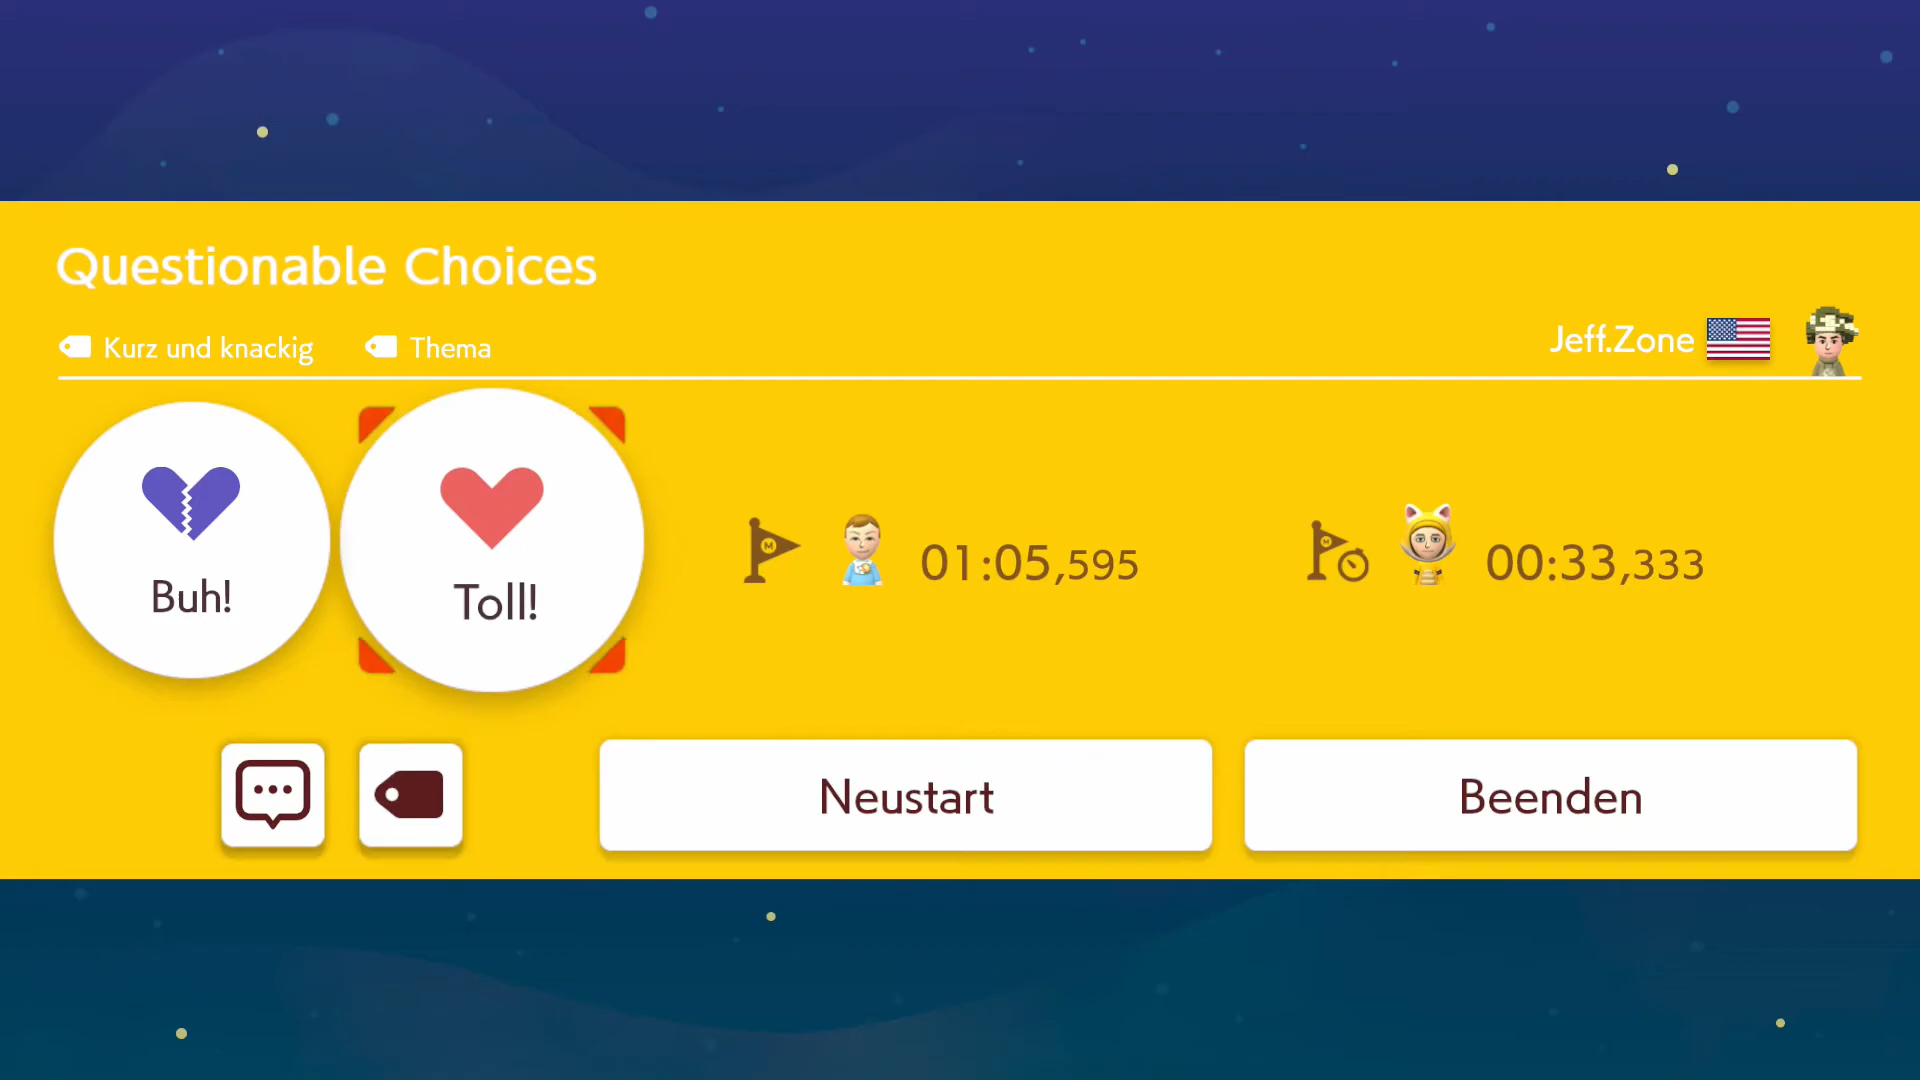 Questionable Choices
Kurz und knackig Thema
Jeff.Zone
Buh!
Toll!
M 01:05,595
M 00:33,333
Neustart
Beenden